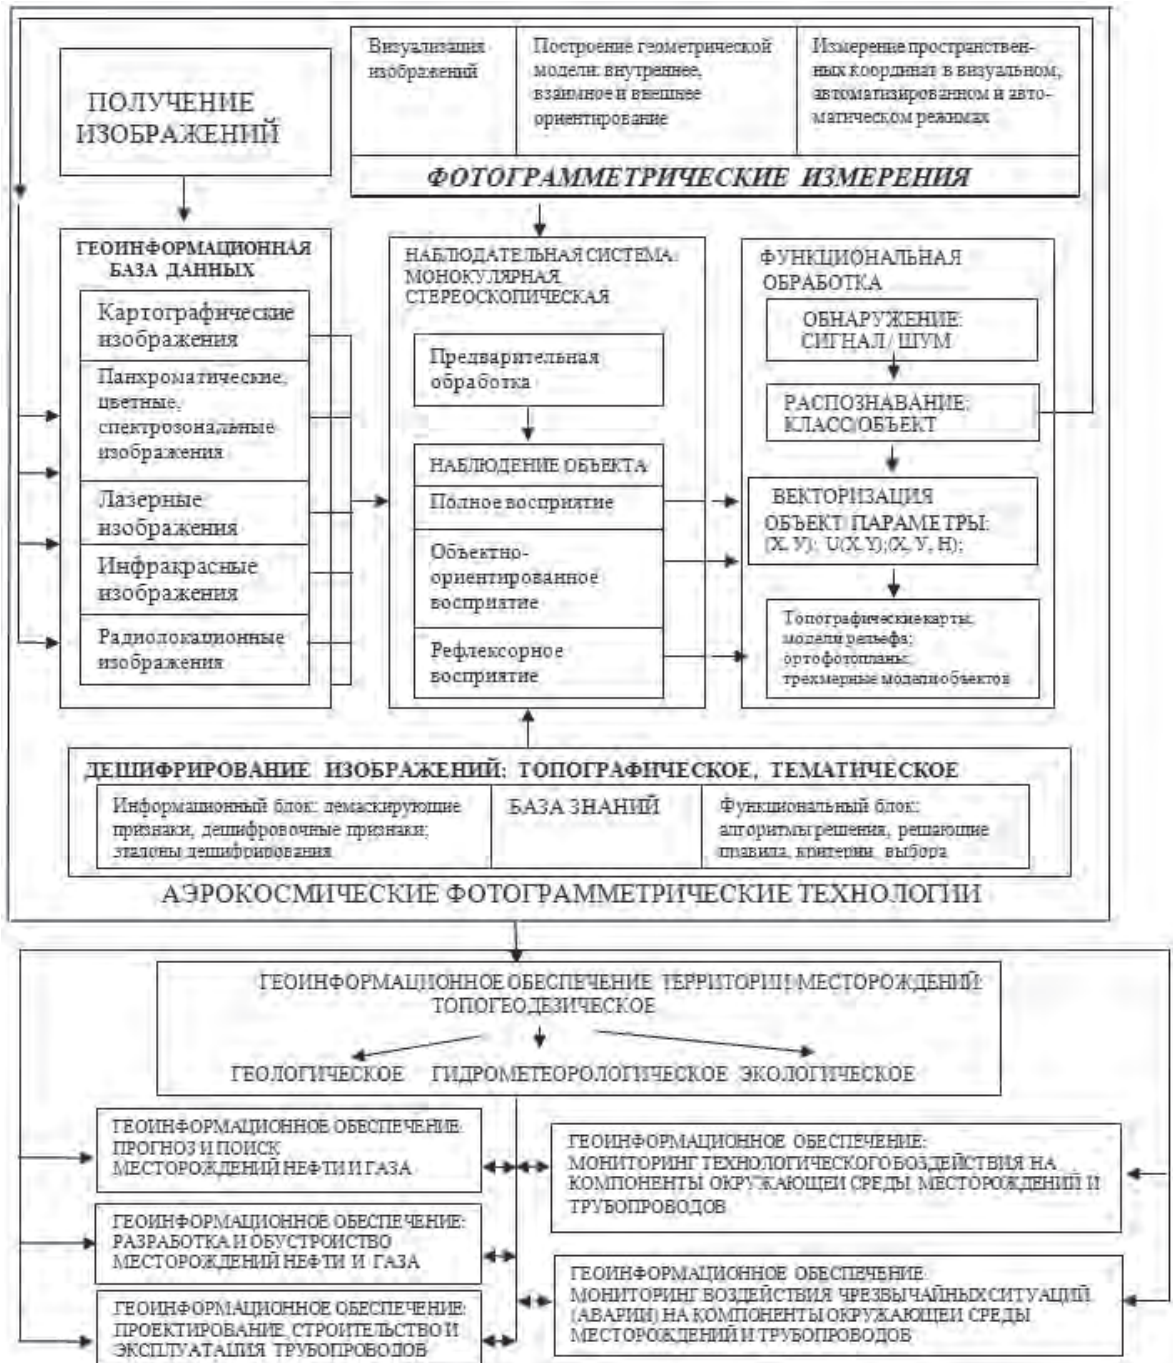 ПОЛУЧЕНИЕ
ИЗОБРАЖЕНИЙ
Визуализация
изображений
Построение геометрической
модели: внутреннее,
взаимное и внешнее
ориентирование
Измерение пространствен-
ных координат в визуальном,
автоматизированном и авто-
матическом режимах
ФОТОГРАММЕТРИЧЕСКИЕ ИЗМЕРЕНИЯ
ГЕОИНФОРМАЦИОННАЯ
БАЗА ДАННЫХ
Картографические
изображения
Панхроматические,
цветные,
спектрозональные
изображения
Лазерные
изображения
Инфракрасные
изображения
Радиолокационные
изображения
НАБЛЮДАТЕЛЬНАЯ СИСТЕМА:
МОНОКУЛЯРНАЯ,
СТЕРЕОСКОПИЧЕСКАЯ
Предварительная
обработка
НАБЛЮДЕНИЕ ОБЪЕКТА
Полное восприятие
Объектно-
ориентированное
восприятие
Рефлексорное
восприятие
ФУНКЦИОНАЛЬНАЯ
ОБРАБОТКА
ОБНАРУЖЕНИЕ:
СИГНАЛ / ШУМ
РАСПОЗНАВАНИЕ:
КЛАСС/ОБЪЕКТ
ВЕКТОРИЗАЦИЯ
ОБЪЕКТ/ ПАРАМЕТРЫ:
(X, У); U(X,Y);(X, У, H);
Топографические карты;
модели рельефа;
ортофотопланы;
трехмерные модели объектов
ДЕШИФРИРОВАНИЕ ИЗОБРАЖЕНИЙ: ТОПОГРАФИЧЕСКОЕ, ТЕМАТИЧЕСКОЕ
Информационный блок: демаскирующие
признаки, дешифровочные признаки;
эталоны дешифрирования
БАЗА ЗНАНИЙ
Функциональный блок:
алгоритмы решения, решающие
правила, критерии, выбора
АЭРОКОСМИЧЕСКИЕ ФОТОГРАММЕТРИЧЕСКИЕ ТЕХНОЛОГИИ
ГЕОИНФОРМАЦИОННОЕ ОБЕСПЕЧЕНИЕ ТЕРРИТОРИИ МЕСТОРОЖДЕНИЙ:
ТОПОГЕОДЕЗИЧЕСКОЕ
ГЕОЛОГИЧЕСКОЕ ГИДРОМЕТЕОРОЛОГИЧЕСКОЕ ЭКОЛОГИЧЕСКОЕ
ГЕОИНФОРМАЦИОННОЕ ОБЕСПЕЧЕНИЕ:
ПРОГНОЗ И ПОИСК
МЕСТОРОЖДЕНИЙ НЕФТИ И ГАЗА
ГЕОИНФОРМАЦИОННОЕ ОБЕСПЕЧЕНИЕ:
РАЗРАБОТКА И ОБУСТРОЙСТВО
МЕСТОРОЖДЕНИЙ НЕФТИ И ГАЗА
ГЕОИНФОРМАЦИОННОЕ ОБЕСПЕЧЕНИЕ:
ПРОЕКТИРОВАНИЕ, СТРОИТЕЛЬСТВО И
ЭКСПЛУАТАЦИЯ ТРУБОПРОВОДОВ
ГЕОИНФОРМАЦИОННОЕ ОБЕСПЕЧЕНИЕ:
МОНИТОРИНГ ТЕХНОЛОГИЧЕСКОГО ВОЗДЕЙСТВИЯ НА
КОМПОНЕНТЫ ОКРУЖАЮЩЕЙ СРЕДЫ МЕСТОРОЖДЕНИЙ И
ТРУБОПРОВОДОВ
ГЕОИНФОРМАЦИОННОЕ ОБЕСПЕЧЕНИЕ:
МОНИТОРИНГ ВОЗДЕЙСТВИЯ ЧРЕЗВЫЧАЙНЫХ СИТУАЦИЙ
(АВАРИЙ) НА КОМПОНЕНТЫ ОКРУЖАЮЩЕЙ СРЕДЫ
МЕСТОРОЖДЕНИЙ И ТРУБОПРОВОДОВ